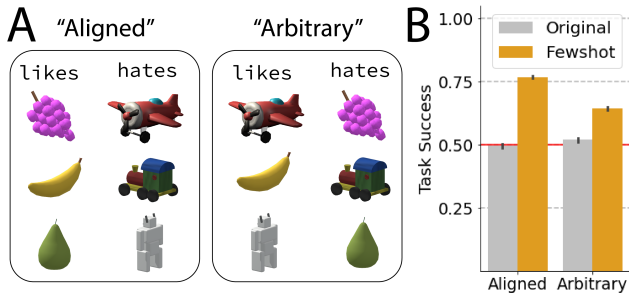 A
“Aligned”
“Arbitrary”
likes
hates
likes
hates
B
1.00
0.75
0.50
0.25
Task Success
Original
Fewshot
Aligned
Arbitrary